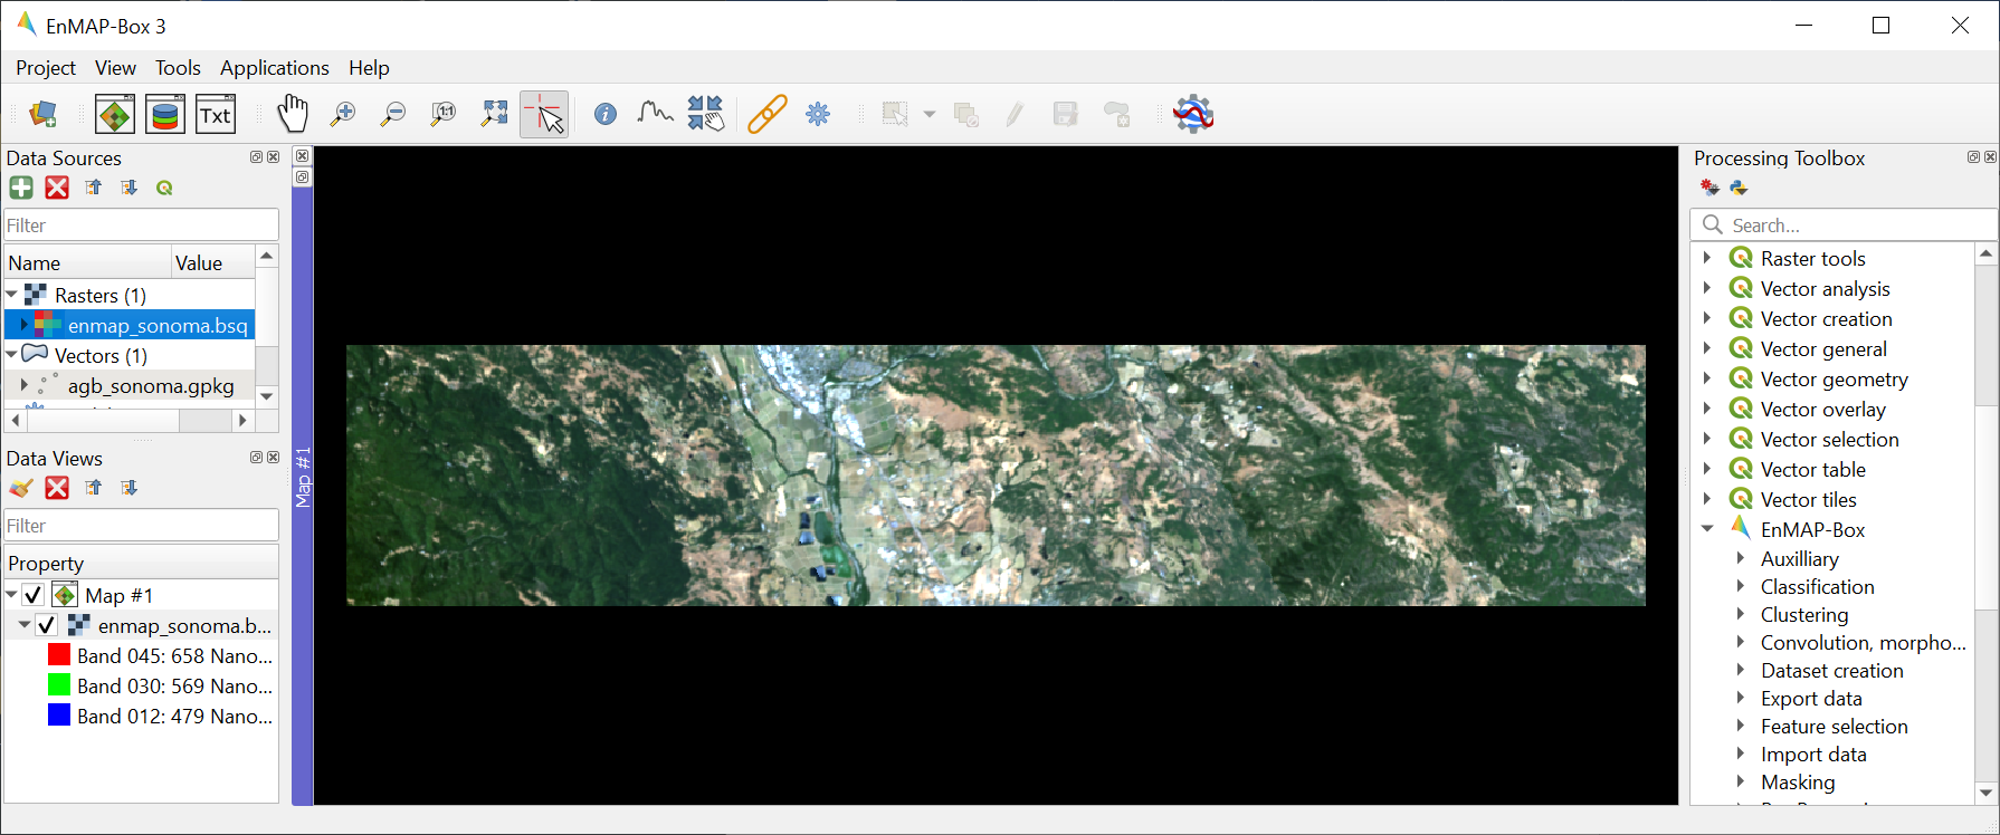 EnMAP-Box 3
Project View Tools Applications Help
1:1
Txt
Data Sources
Filter
Name Value
Rasters (1)
enmap_sonoma.bsq
Vectors (1)
agb_sonoma.gpkg
Data Views
Filter
Property
Map #1
enmap_sonoma.b...
Band 045: 658 Nano...
Band 030: 569 Nano...
Band 012: 479 Nano...
Map #1
Processing Toolbox
Search...
Raster tools
Vector analysis
Vector creation
Vector general
Vector geometry
Vector overlay
Vector selection
Vector table
Vector tiles
EnMAP-Box
Auxilliary
Classification
Clustering
Convolution, morpho...
Dataset creation
Export data
Feature selection
Import data
Masking